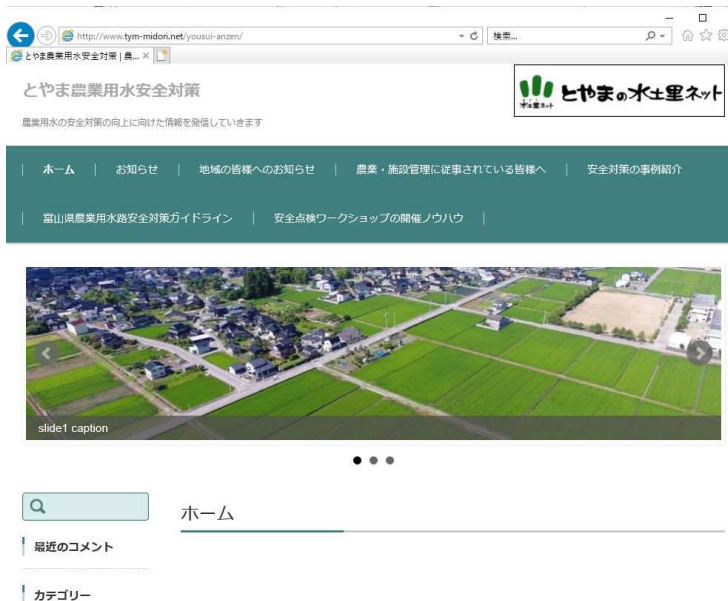 http://www.tym-midori.net/yousui-anzen/
検索...
とやま農業用水安全対策 | 農...
とやま農業用水安全対策
水土里ネット
とやまの水土里ネット
農業用水の安全対策の向上に向けた情報を発信していきます
ホーム | お知らせ | 地域の皆様へのお知らせ | 農業・施設管理に従事されている皆様へ | 安全対策の事例紹介
富山県農業用水路安全対策ガイドライン | 安全点検ワークショップの開催ノウハウ |
slide1 caption
ホーム
最近のコメント
カテゴリー